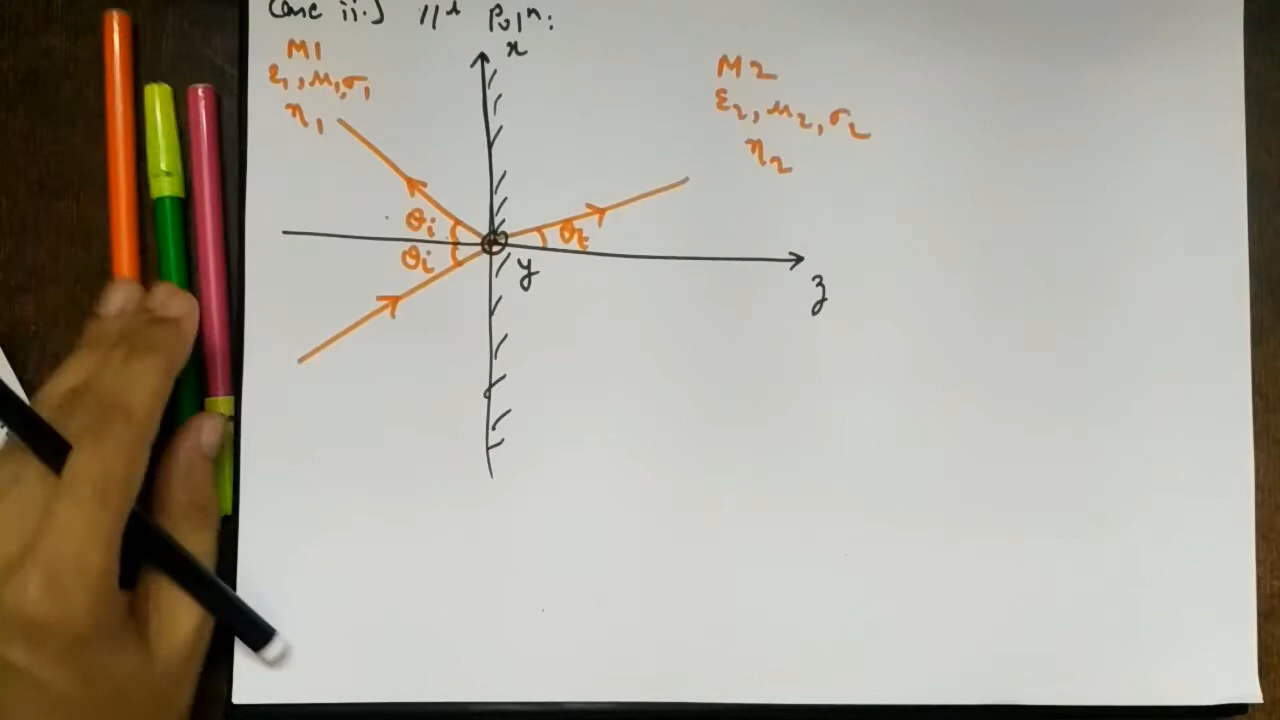 Case ii.) //l Polⁿ:
x
M1
ε₁, μ₁, σ₁
η₁
M2
ε₂, μ₂, σ₂
η₂
θi
θt
θi
y
z